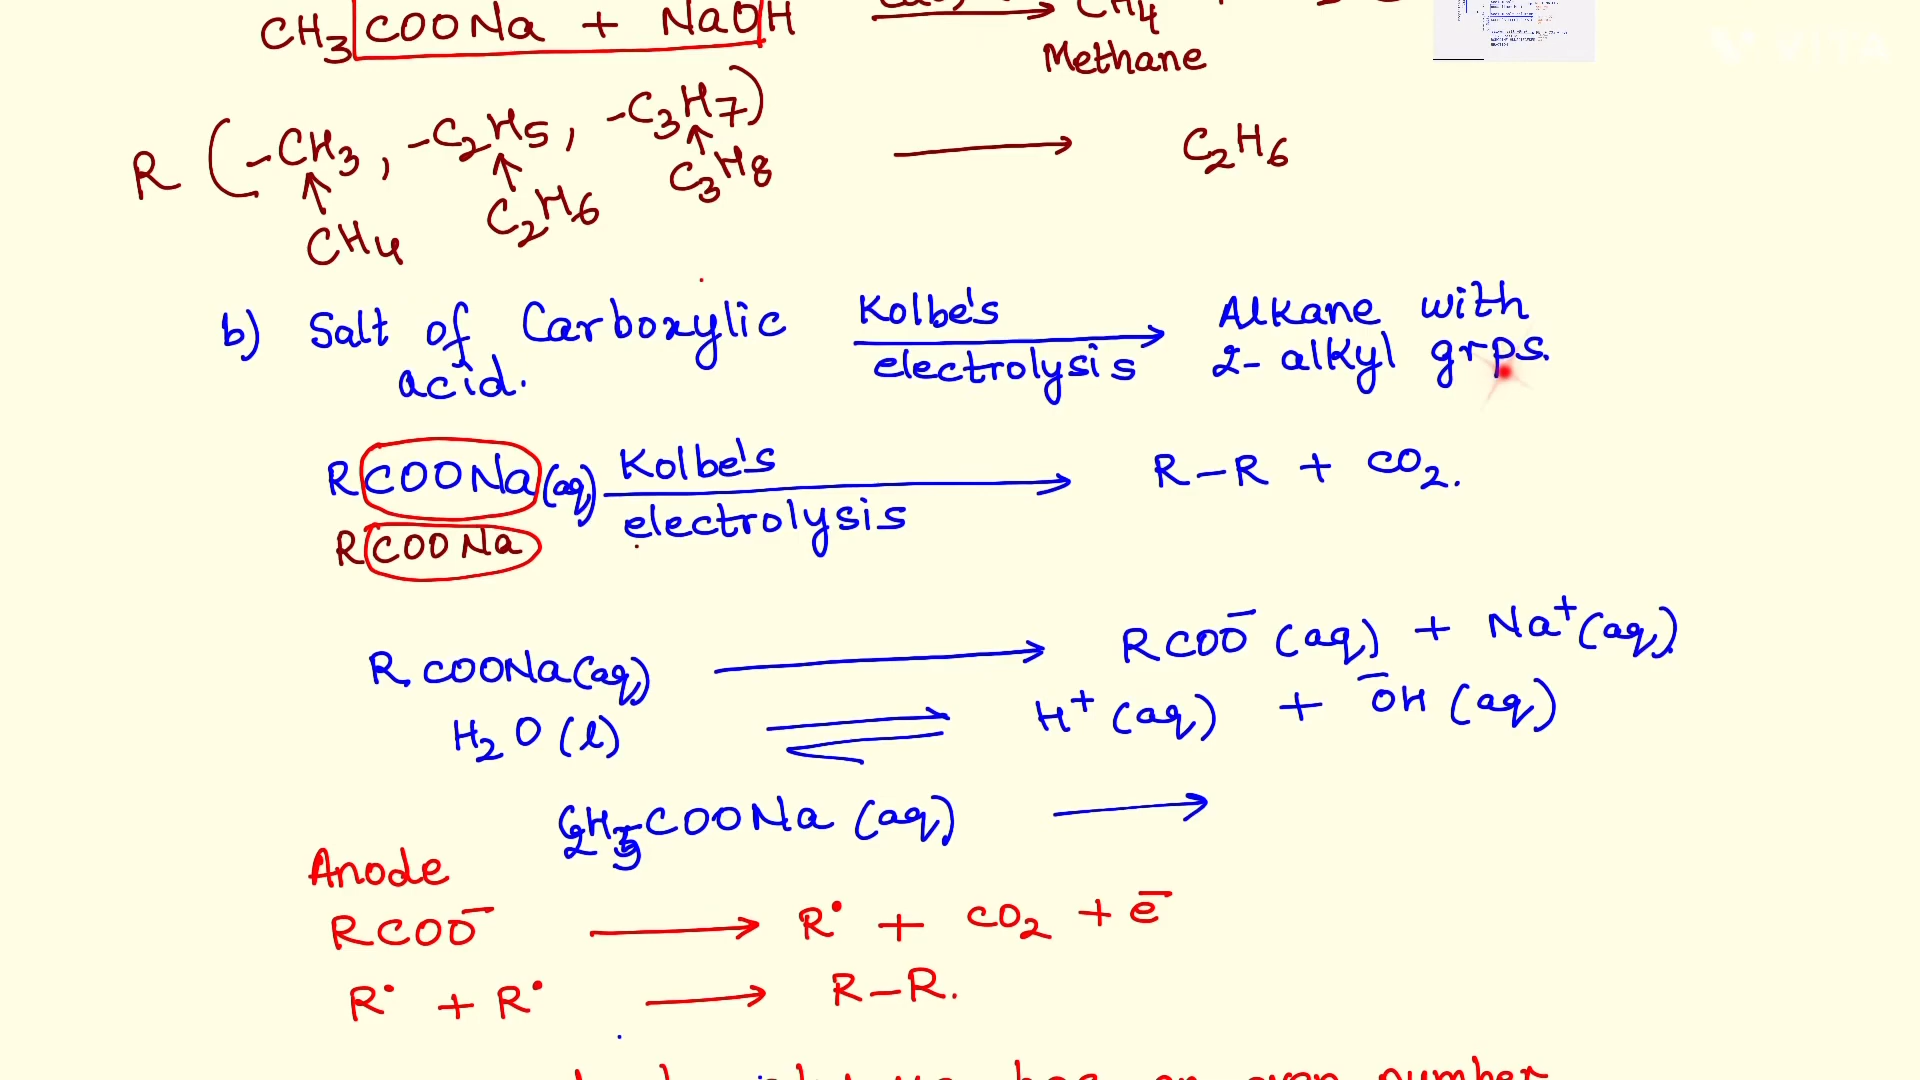 CH3COONa + NaOH ⟶ CH4 +
Methane
R (-CH3, -C2H5, -C3H7) ⟶ C2H6
CH4 C2H6 C3H8
b) Salt of Carboxylic acid. Kolbe's electrolysis ⟶ Alkane with 2-alkyl grps.
RCOONa(aq) Kolbe's electrolysis ⟶ R-R + CO2.
RCOONa
RCOONa(aq) ⟶ RCOO⁻(aq) + Na⁺(aq)
H2O(l) ⇌ H⁺(aq) + ⁻OH(aq)
C2H5COONa (aq) ⟶
Anode
RCOO⁻ ⟶ R• + CO2 + e⁻
R• + R• ⟶ R-R.
even number